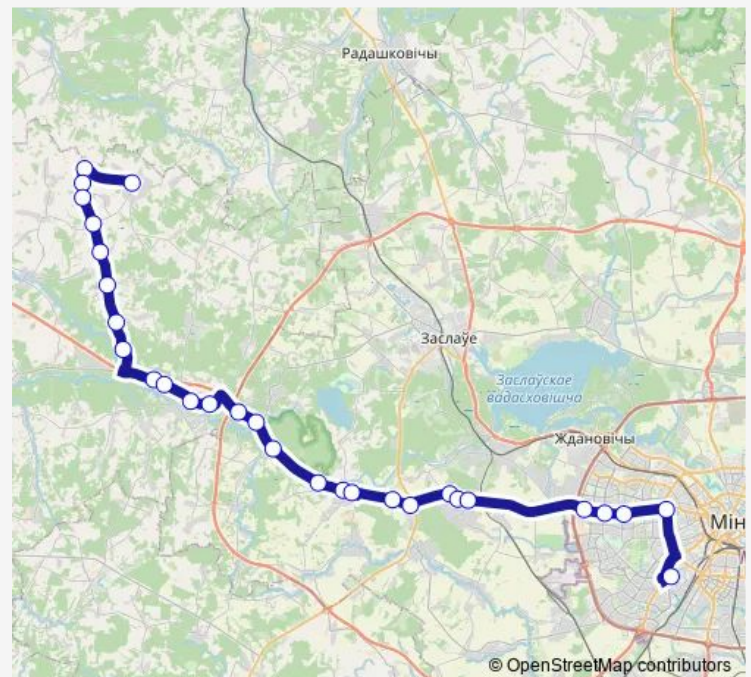 Радашковічы
Заслаўе
Заслаўскае
вадасховішча
Ждановічы
Мін
© OpenStreetMap contributors